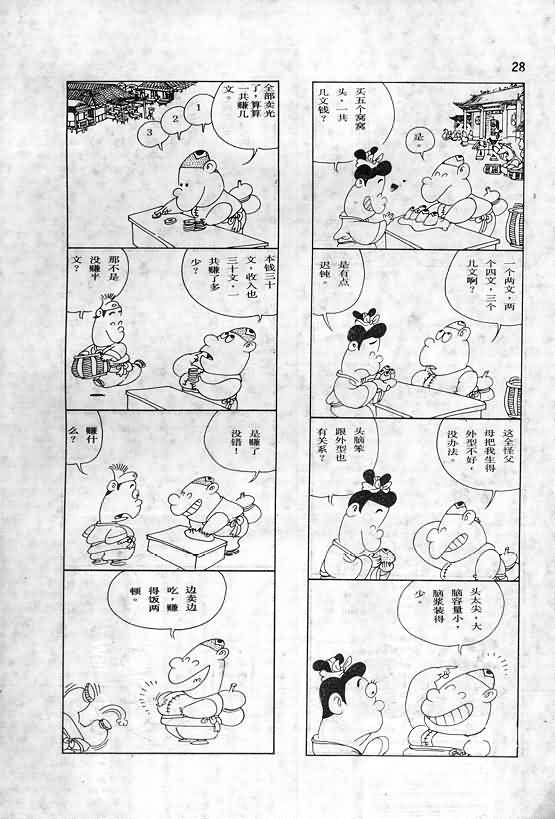 28
买五个窝窝
头，一共
几文钱？
是。
一个两文，两
个四文，三个
几文啊？
是有点
迟钝。
这全怪父
母把我生得
外型不好，
没办法。
头脑笨
跟外型也
有关系？
头太尖，大
脑容量小，
脑浆装得
少。
全部卖光
了，算算
一共赚几
文。
1
2
3
本钱三十
文，收入也
三十文，一
共赚了多
少？
那不是
没赚半
文？
是赚了
没错！
赚什
么？
边卖边
吃，赚
得饭两
顿。